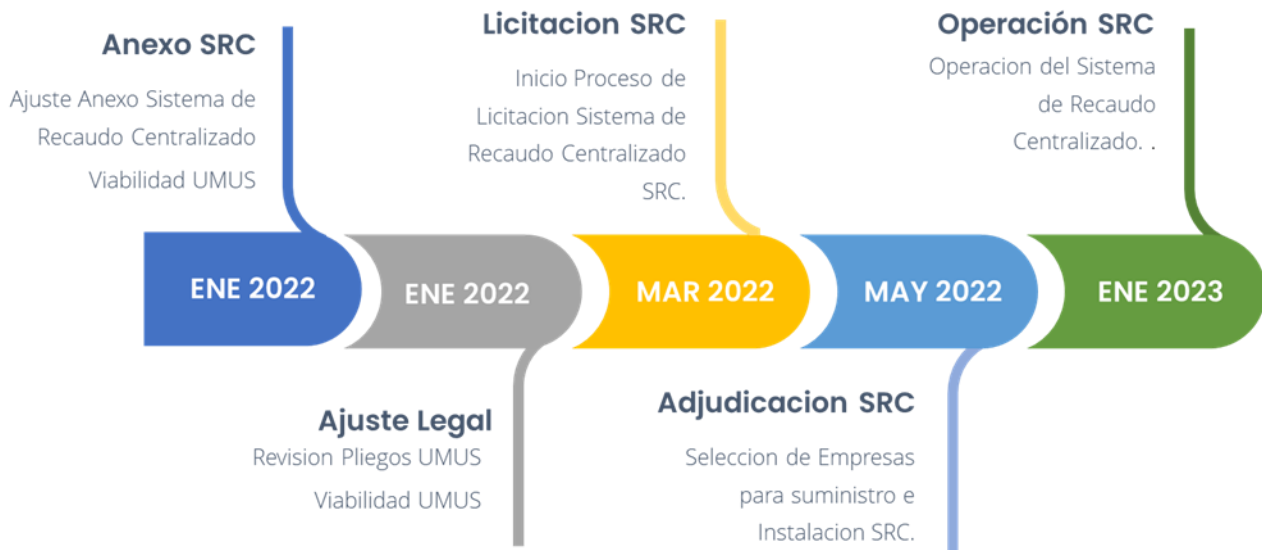 Anexo SRC
Ajuste Anexo Sistema de
Recaudo Centralizado
Viabilidad UMUS
Licitacion SRC
Inicio Proceso de
Licitacion Sistema de
Recaudo Centralizado
SRC.
Operación SRC
Operacion del Sistema
de Recaudo
Centralizado. .
ENE 2022
ENE 2022
MAR 2022
MAY 2022
ENE 2023
Ajuste Legal
Revision Pliegos UMUS
Viabilidad UMUS
Adjudicacion SRC
Seleccion de Empresas
para suministro e
Instalacion SRC.